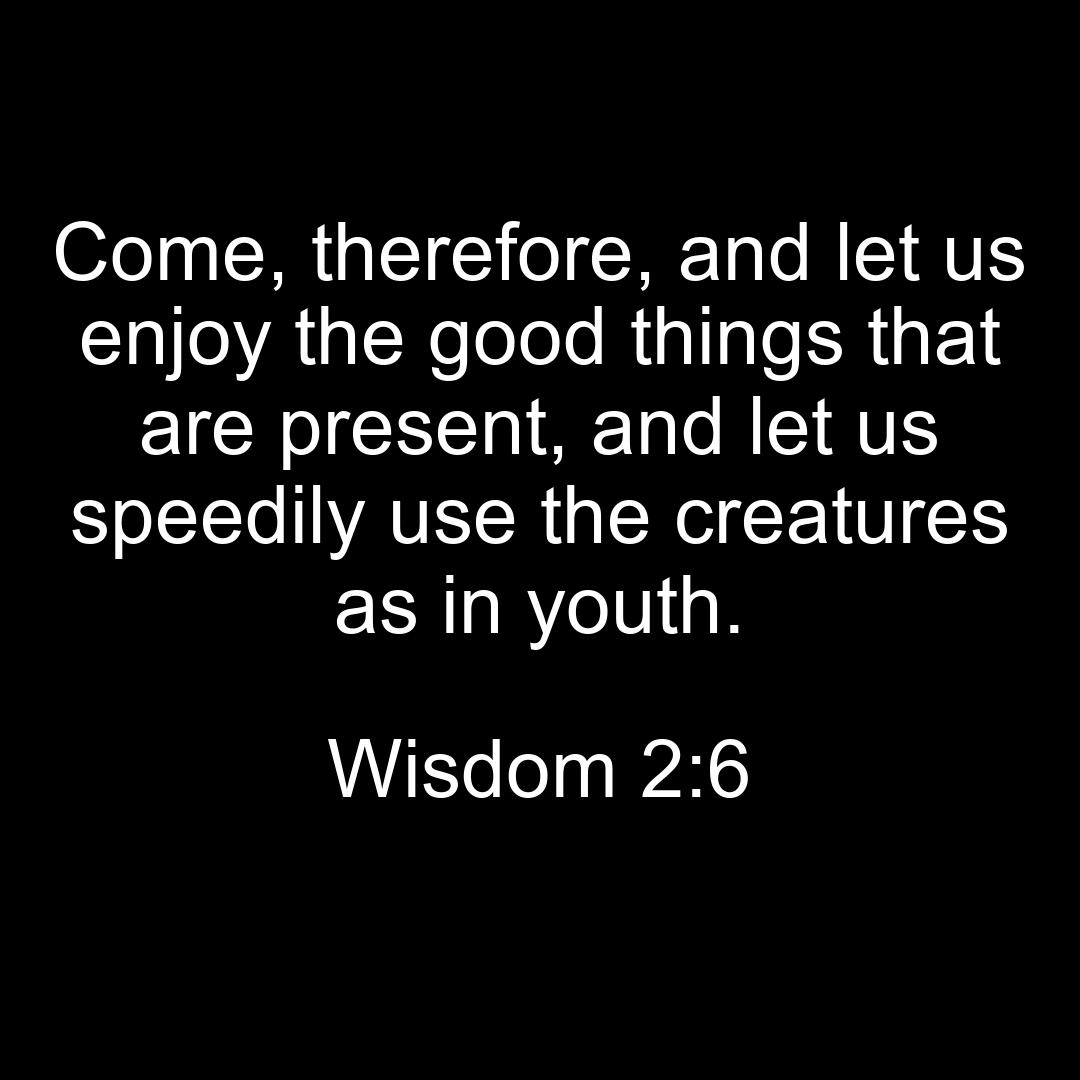 Come, therefore, and let us
enjoy the good things that
are present, and let us
speedily use the creatures
as in youth.
Wisdom 2:6